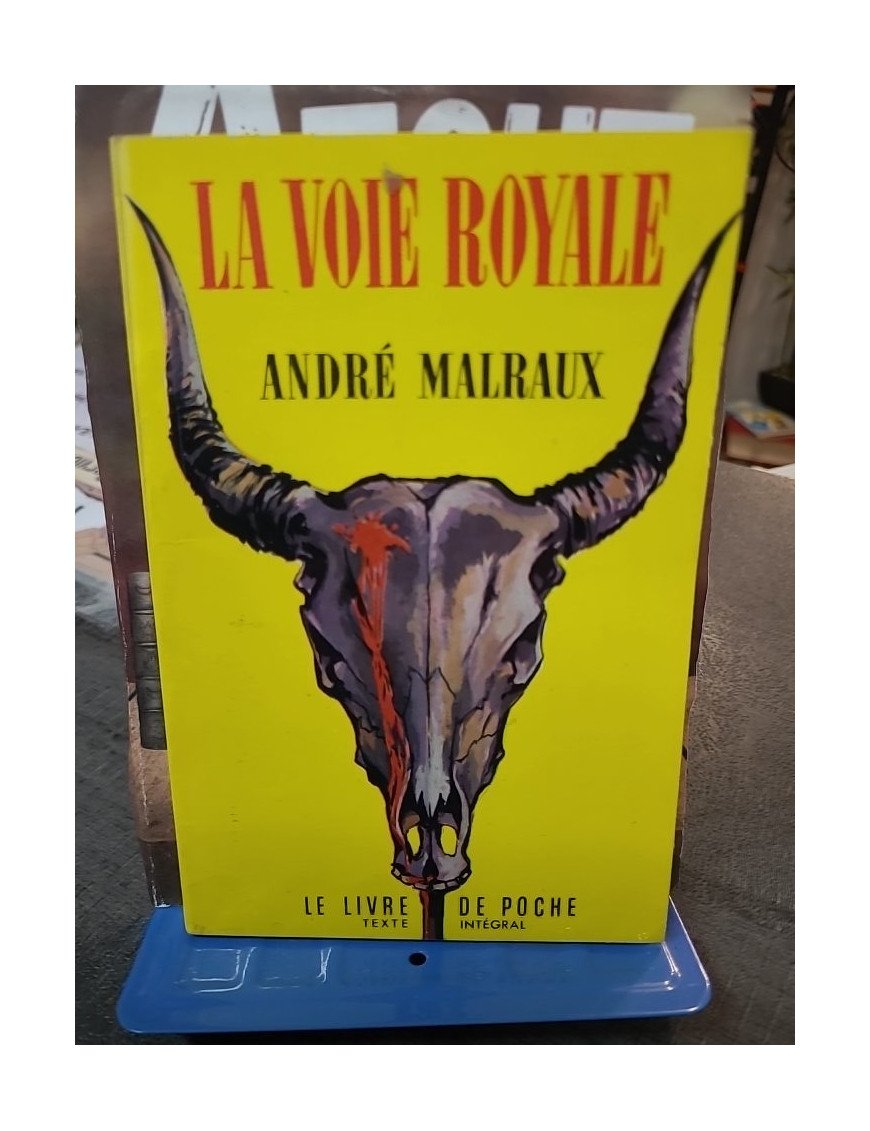 LA VOIE ROYALE
ANDRÉ MALRAUX
LE LIVRE DE POCHE
TEXTE INTÉGRAL